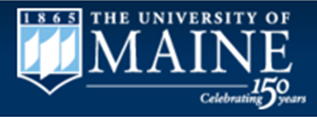 1865
THE UNIVERSITY OF
MAINE
Celebrating 150 years